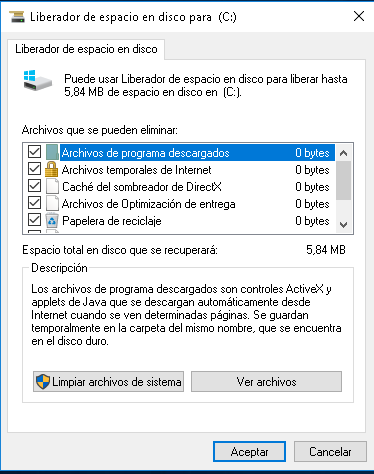 Liberador de espacio en disco para (C:)
Liberador de espacio en disco
Puede usar Liberador de espacio en disco para liberar hasta
5,84 MB de espacio en disco en (C:).
Archivos que se pueden eliminar:
Archivos de programa descargados 0 bytes
Archivos temporales de Internet 0 bytes
Caché del sombreador de DirectX 0 bytes
Archivos de Optimización de entrega 0 bytes
Papelera de reciclaje 0 bytes
Espacio total en disco que se recuperará: 5,84 MB
Descripción
Los archivos de programa descargados son controles ActiveX y
applets de Java que se descargan automáticamente desde
Internet cuando se ven determinadas páginas. Se guardan
temporalmente en la carpeta del mismo nombre, que se encuentra
en el disco duro.
Limpiar archivos de sistema Ver archivos
Aceptar Cancelar